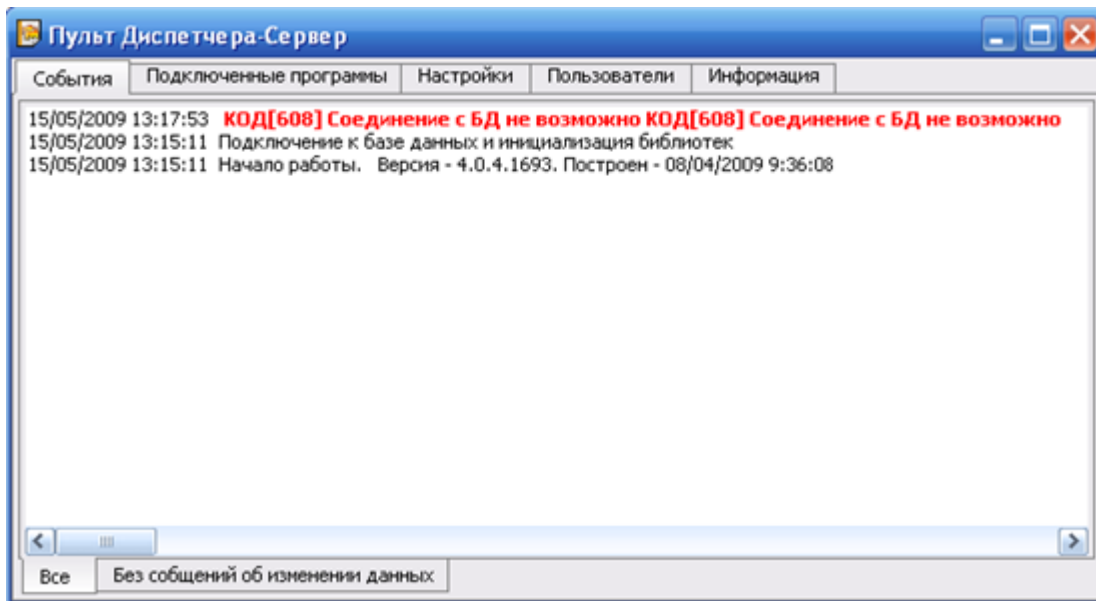 Пульт Диспетчера-Сервер
События Подключенные программы Настройки Пользователи Информация
15/05/2009 13:17:53 КОД[608] Соединение с БД не возможно КОД[608] Соединение с БД не возможно
15/05/2009 13:15:11 Подключение к базе данных и инициализация библиотек
15/05/2009 13:15:11 Начало работы. Версия - 4.0.4.1693. Построен - 08/04/2009 9:36:08
Все Без собщений об изменении данных